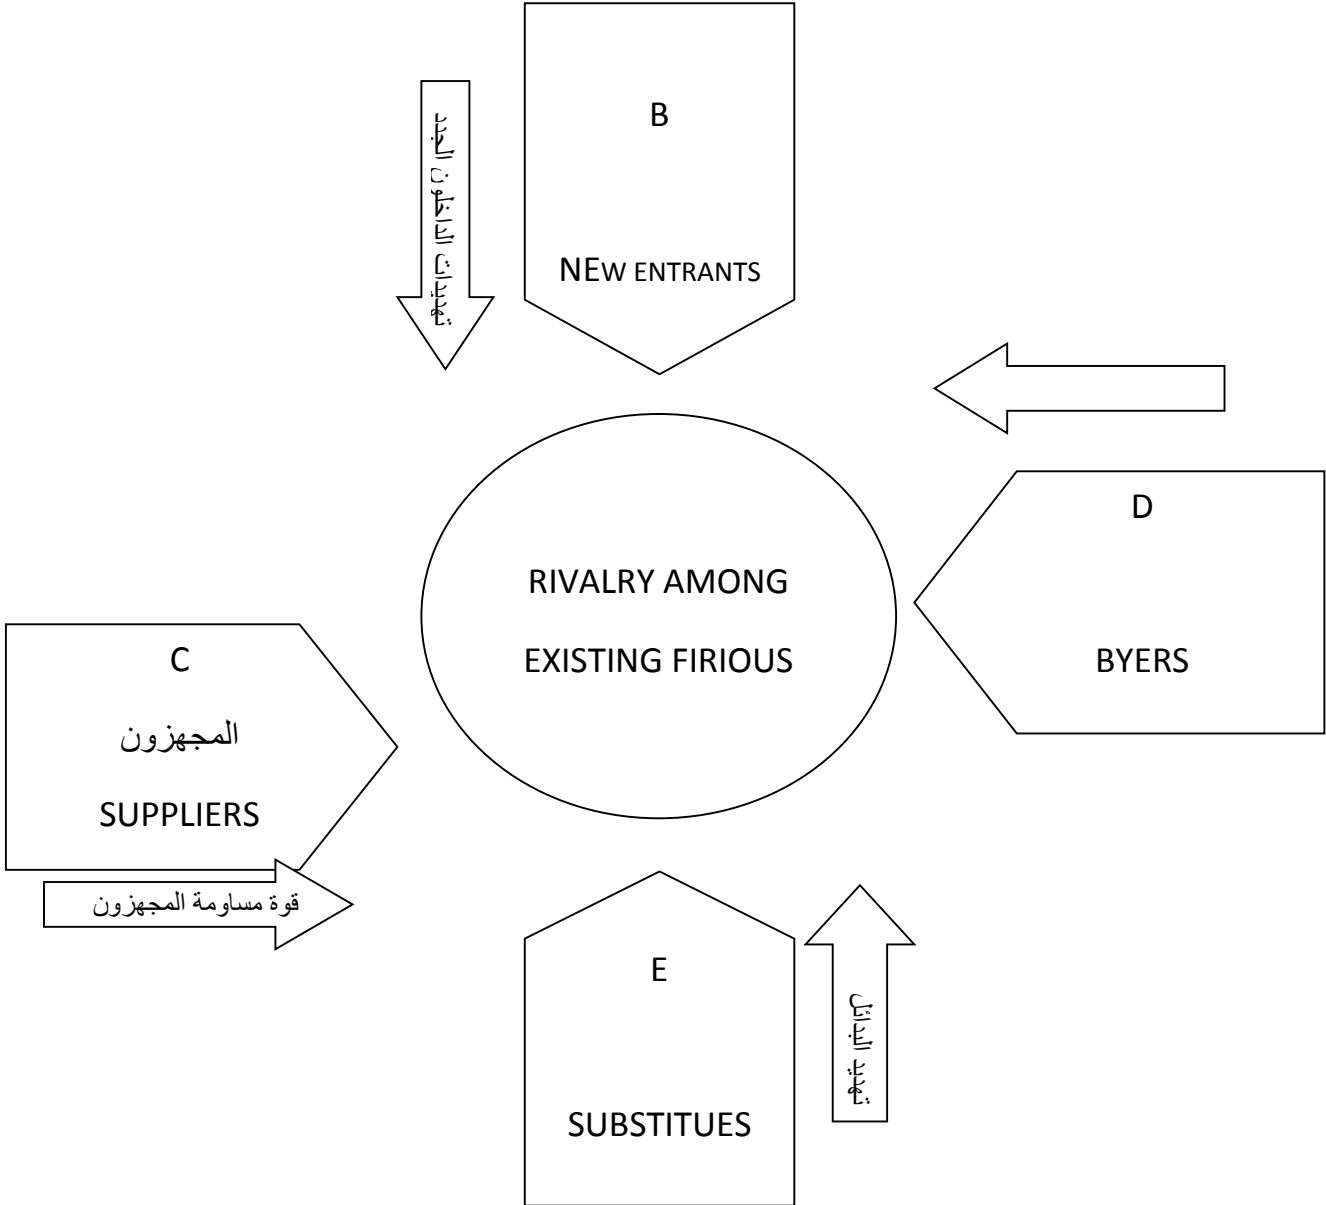 B
NEW ENTRANTS
تهديدات الداخلون الجدد
RIVALRY AMONG
EXISTING FIRIOUS
D
BYERS
C
المجهزون
SUPPLIERS
قوة مساومة المجهزون
E
SUBSTITUES
تهديد البدائل